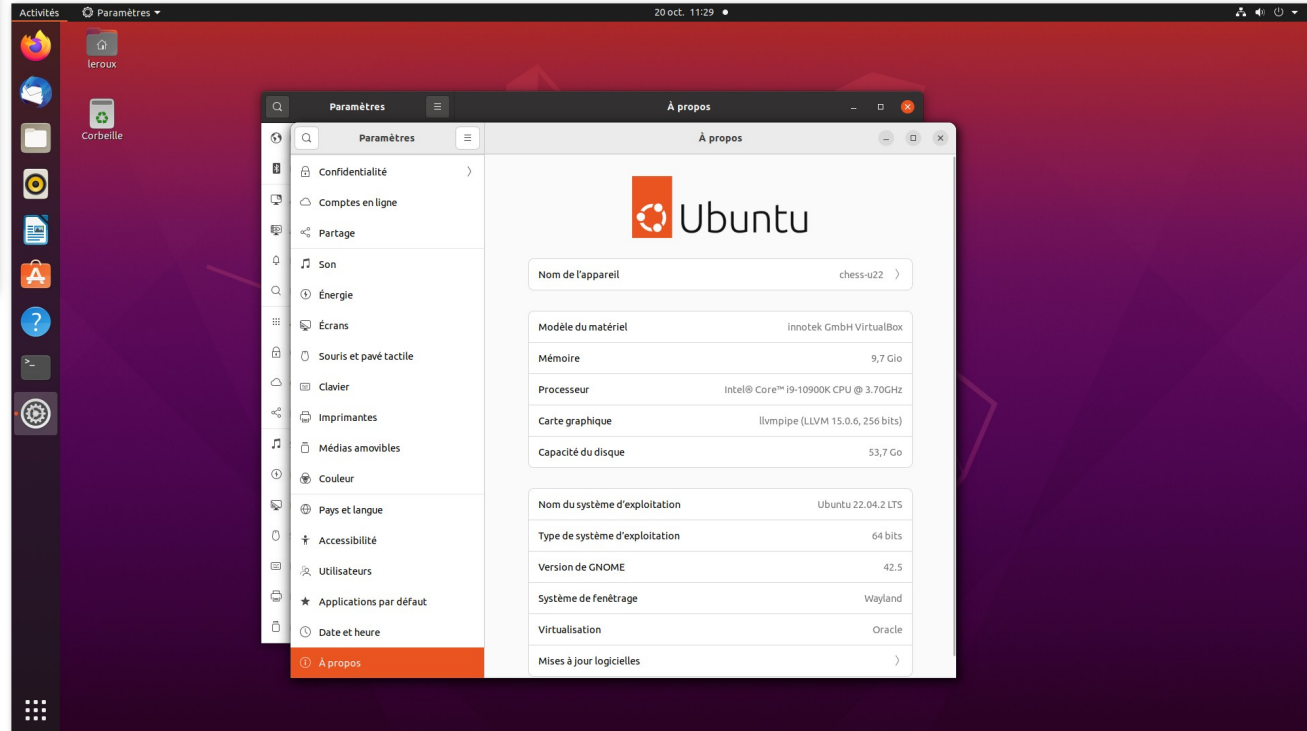 Activités
Paramètres
20 oct. 11:29
leroux
Corbeille
Paramètres
À propos
Paramètres
À propos
Confidentialité
Comptes en ligne
Partage
Son
Énergie
Écrans
Souris et pavé tactile
Clavier
Imprimantes
Médias amovibles
Couleur
Pays et langue
Accessibilité
Utilisateurs
Applications par défaut
Date et heure
À propos
Ubuntu
Nom de l'appareil chess-u22
Modèle du matériel innotek GmbH VirtualBox
Mémoire 9,7 Gio
Processeur Intel® Core™ i9-10900K CPU @ 3.70GHz
Carte graphique llvmpipe (LLVM 15.0.6, 256 bits)
Capacité du disque 53,7 Go
Nom du système d'exploitation Ubuntu 22.04.2 LTS
Type de système d'exploitation 64 bits
Version de GNOME 42.5
Système de fenêtrage Wayland
Virtualisation Oracle
Mises à jour logicielles